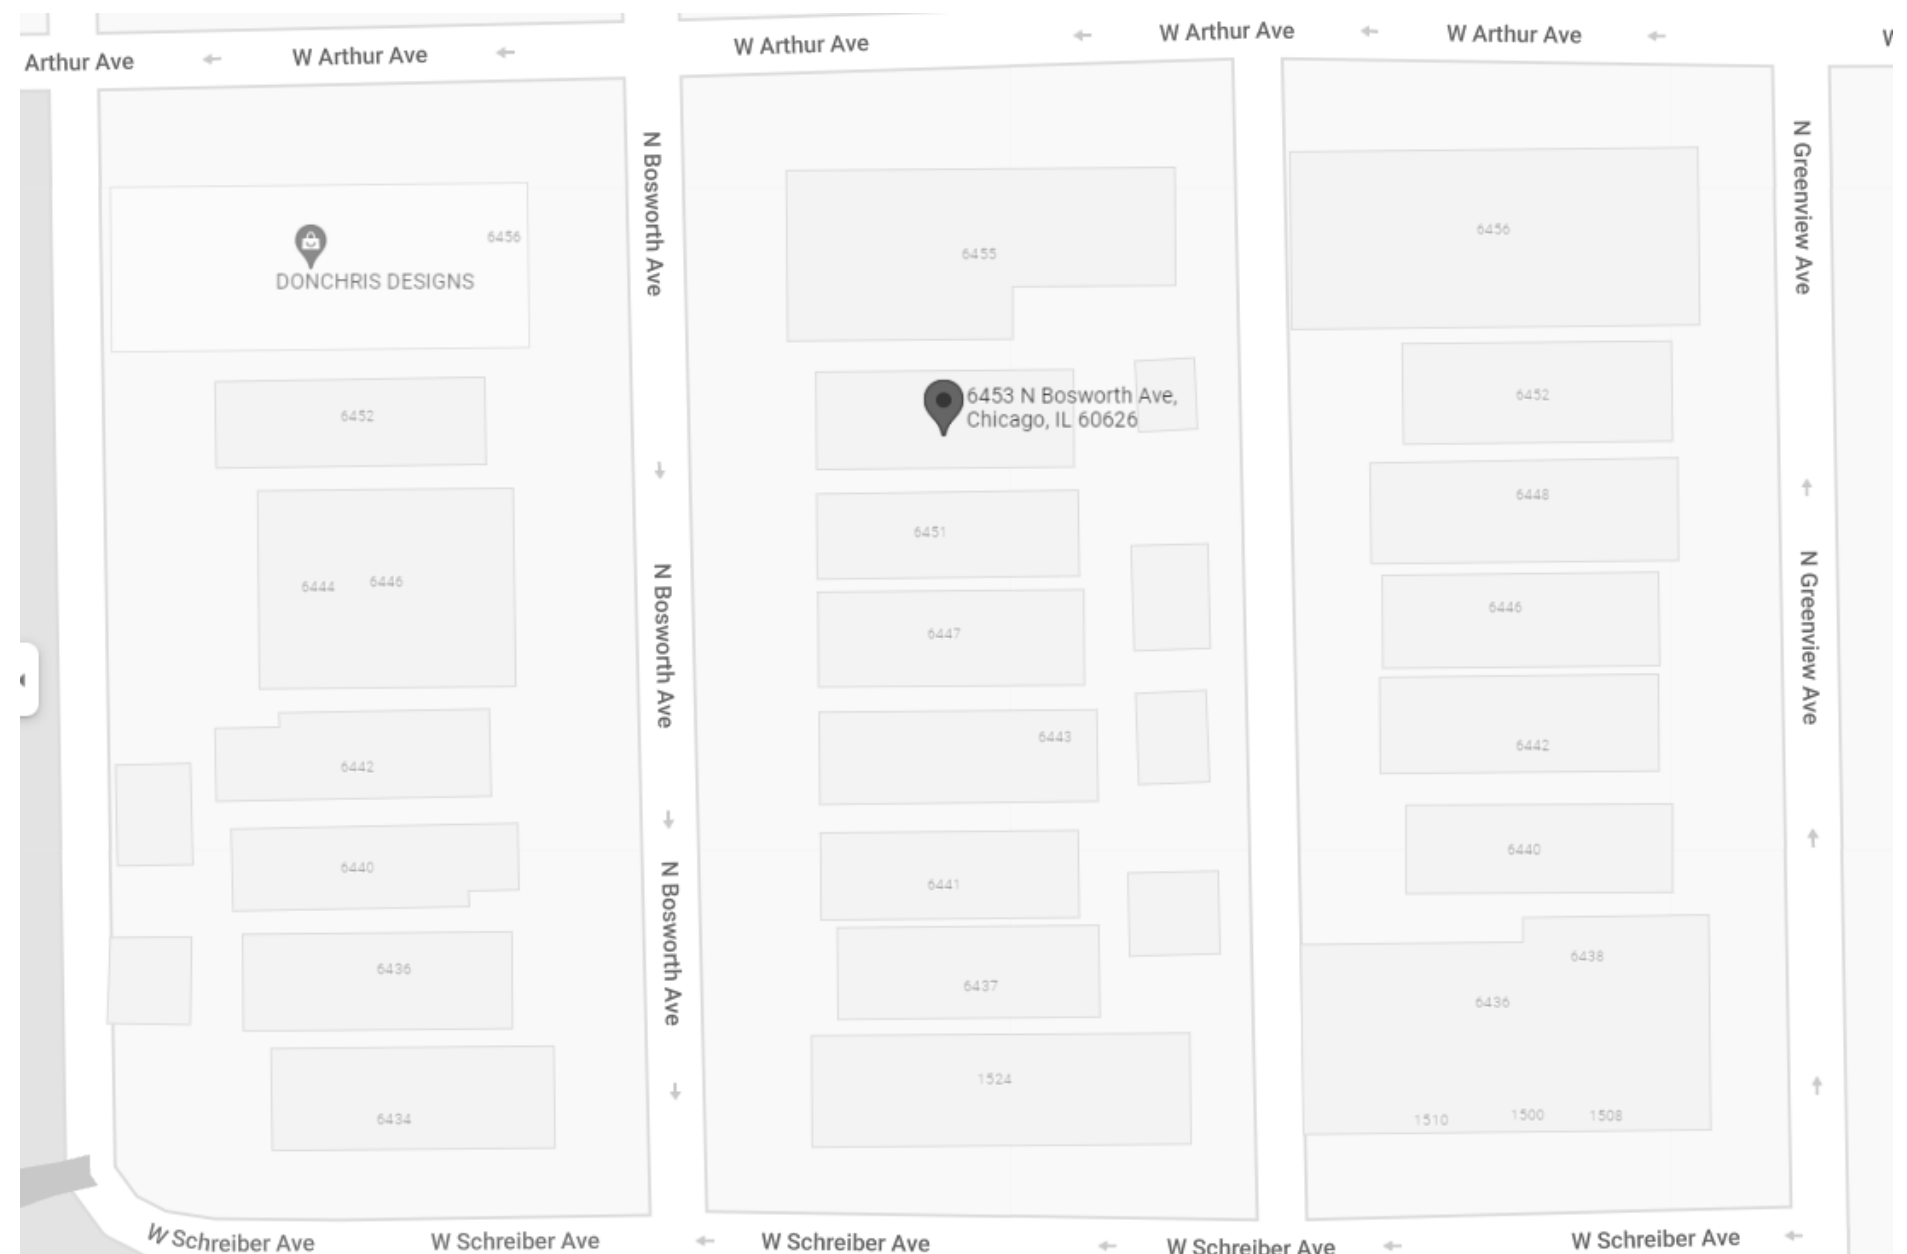 Arthur Ave
W Arthur Ave
W Arthur Ave
W Arthur Ave
W Arthur Ave
N Bosworth Ave
N Greenview Ave
6456
DONCHRIS DESIGNS
6455
6456
6452
6453 N Bosworth Ave,
Chicago, IL 60626
6452
6451
6448
6444
6446
N Bosworth Ave
6447
6446
N Greenview Ave
6442
6443
6442
6440
6441
6440
N Bosworth Ave
6436
6437
6438
6436
6434
1524
1510
1500
1508
W Schreiber Ave
W Schreiber Ave
W Schreiber Ave
W Schreiber Ave
W Schreiber Ave